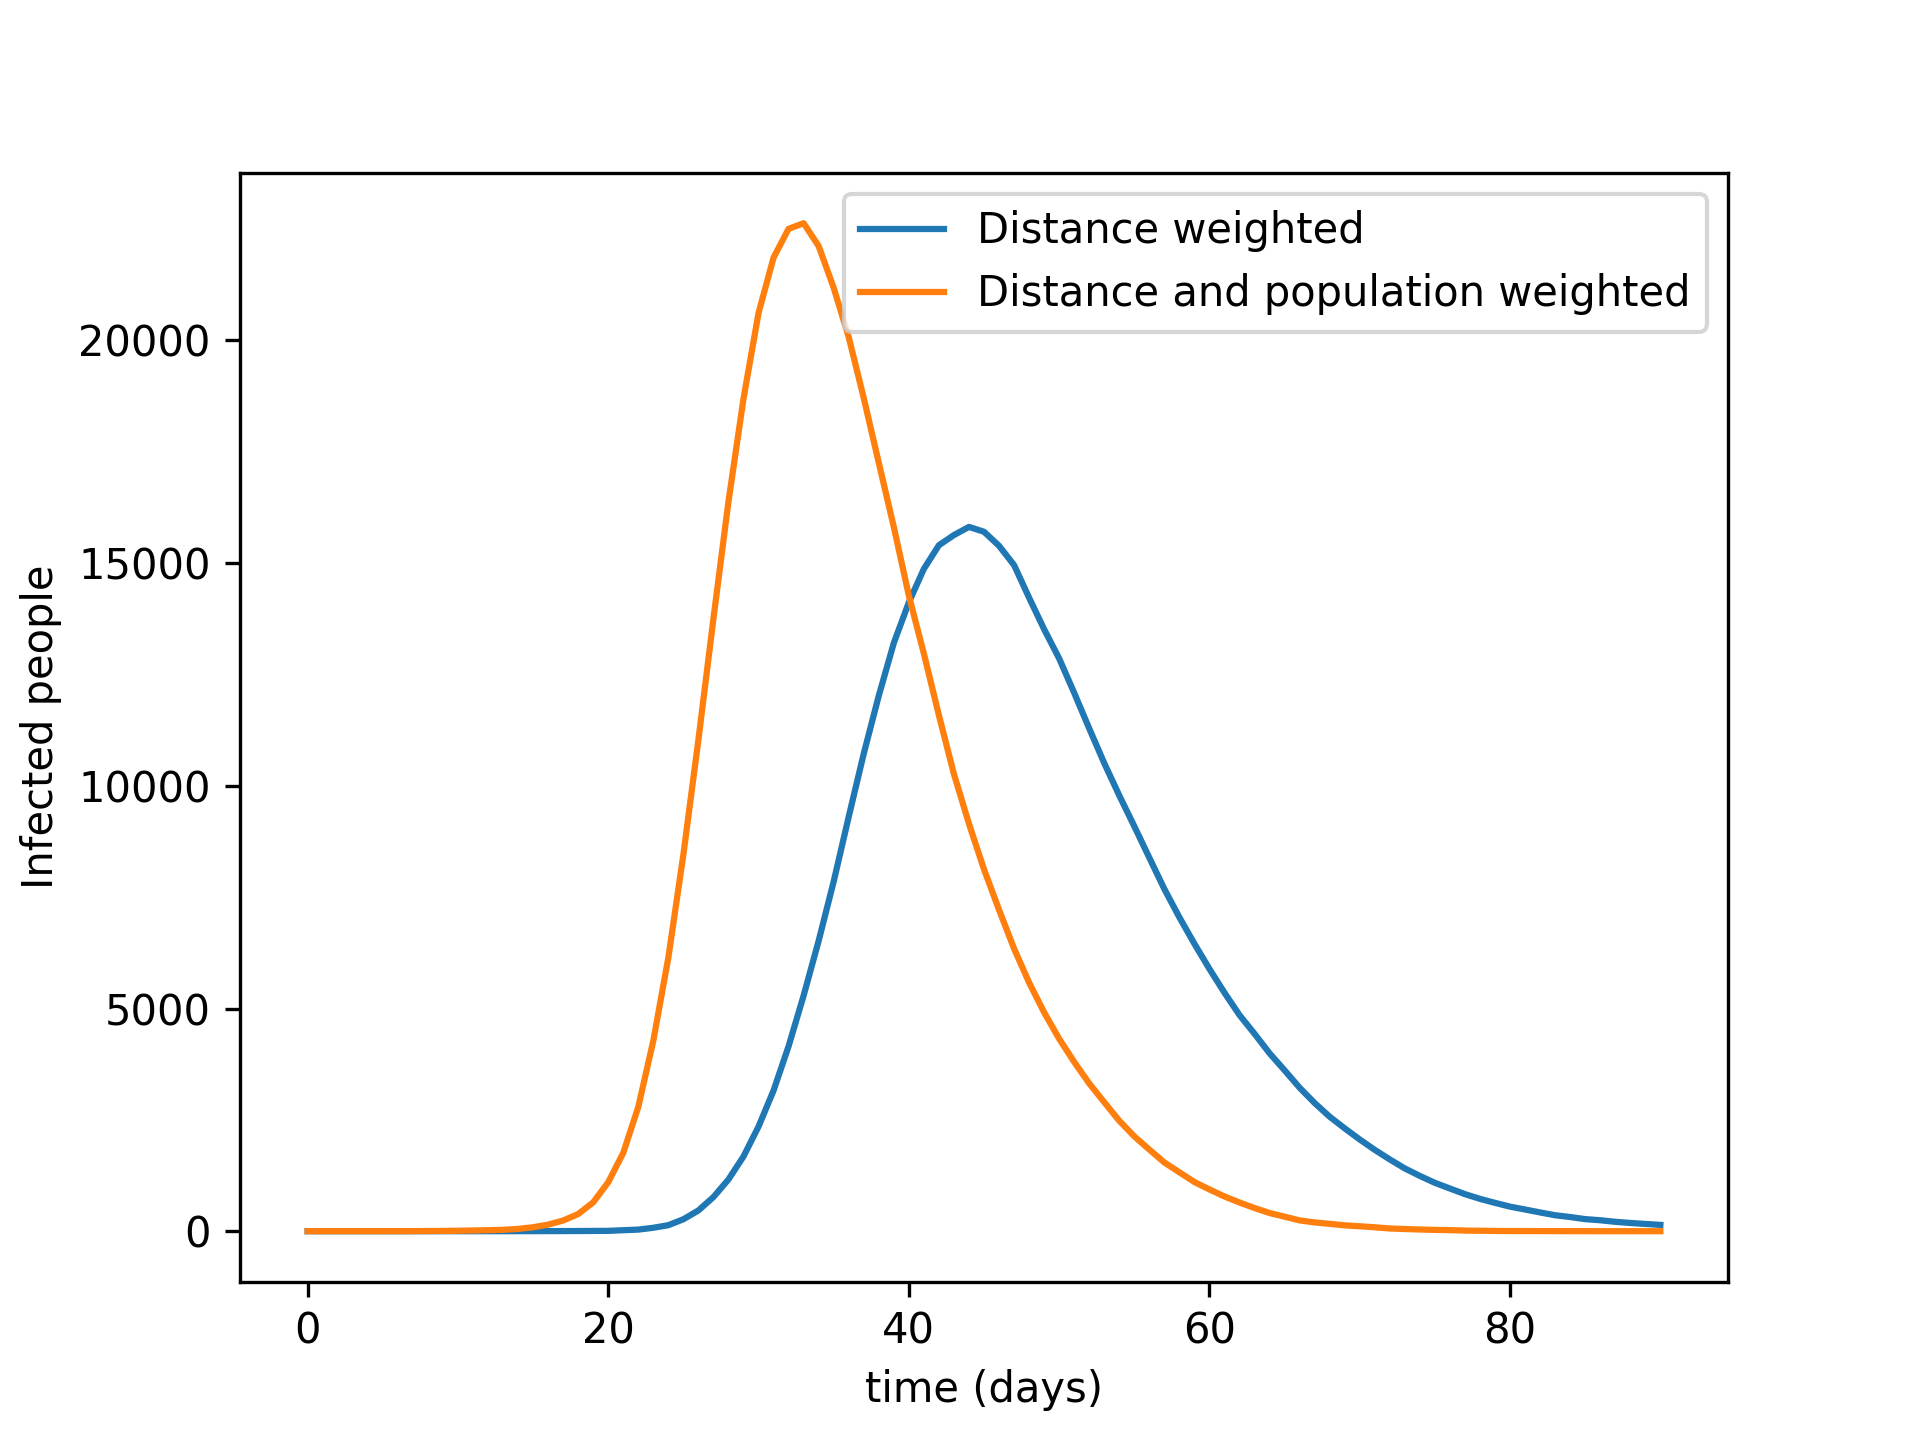 Distance weighted
Distance and population weighted
20000
15000
10000
5000
0
Infected people
0 20 40 60 80
time (days)